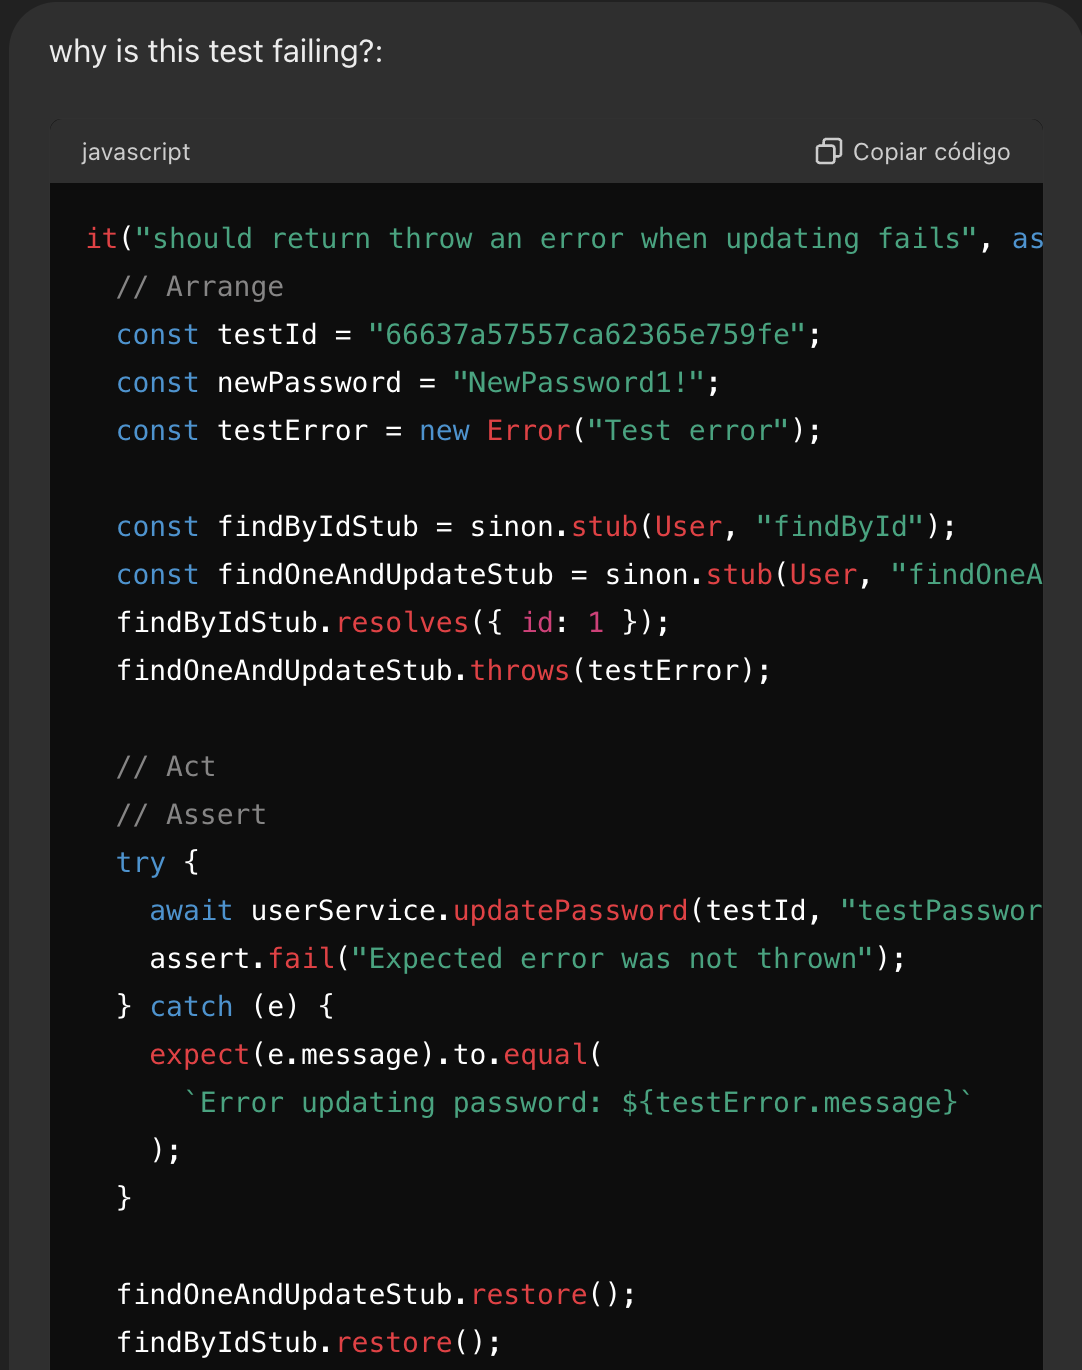 why is this test failing?:
javascript
Copiar código
it("should return throw an error when updating fails", as
// Arrange
const testId = "66637a57557ca62365e759fe";
const newPassword = "NewPassword1!";
const testError = new Error("Test error");
const findByIdStub = sinon.stub(User, "findById");
const findOneAndUpdateStub = sinon.stub(User, "findOneA
findByIdStub.resolves({ id: 1 });
findOneAndUpdateStub.throws(testError);
// Act
// Assert
try {
await userService.updatePassword(testId, "testPasswor
assert.fail("Expected error was not thrown");
} catch (e) {
expect(e.message).to.equal(
`Error updating password: ${testError.message}`
);
}
findOneAndUpdateStub.restore();
findByIdStub.restore();